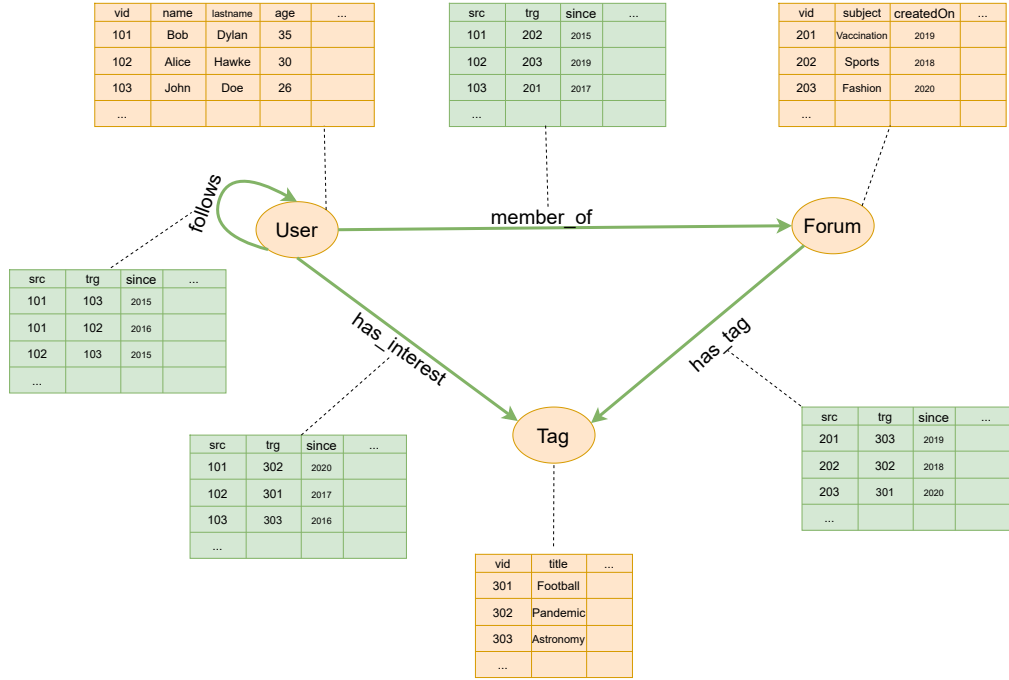 vid name lastname age ...
101 Bob Dylan 35
102 Alice Hawke 30
103 John Doe 26
...
src trg since ...
101 202 2015
102 203 2019
103 201 2017
...
vid subject createdOn ...
201 Vaccination 2019
202 Sports 2018
203 Fashion 2020
...
follows
User
member_of
Forum
src trg since ...
101 103 2015
101 102 2016
102 103 2015
...
has_interest
has_tag
Tag
src trg since ...
101 302 2020
102 301 2017
103 303 2016
...
src trg since ...
201 303 2019
202 302 2018
203 301 2020
...
vid title ...
301 Football
302 Pandemic
303 Astronomy
...